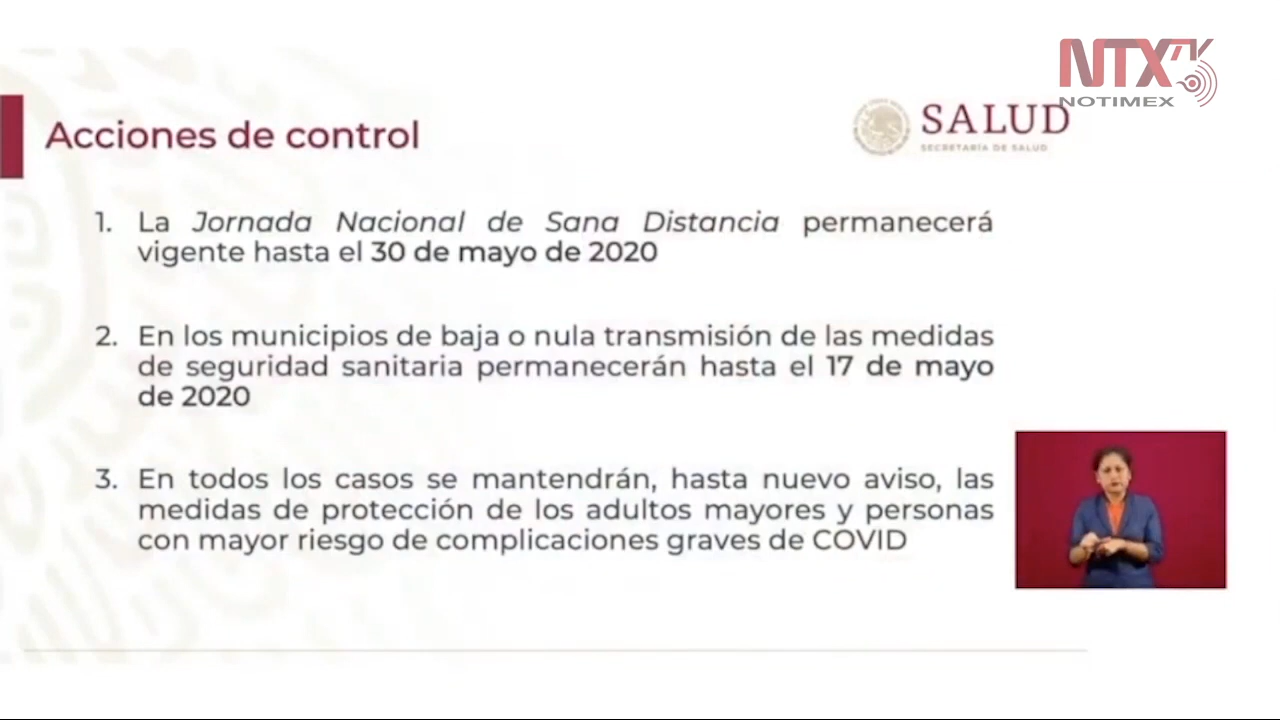 NTX
NOTIMEX
SALUD
SECRETARÍA DE SALUD
Acciones de control
1. La Jornada Nacional de Sana Distancia permanecerá
vigente hasta el 30 de mayo de 2020
2. En los municipios de baja o nula transmisión de las medidas
de seguridad sanitaria permanecerán hasta el 17 de mayo
de 2020
3. En todos los casos se mantendrán, hasta nuevo aviso, las
medidas de protección de los adultos mayores y personas
con mayor riesgo de complicaciones graves de COVID